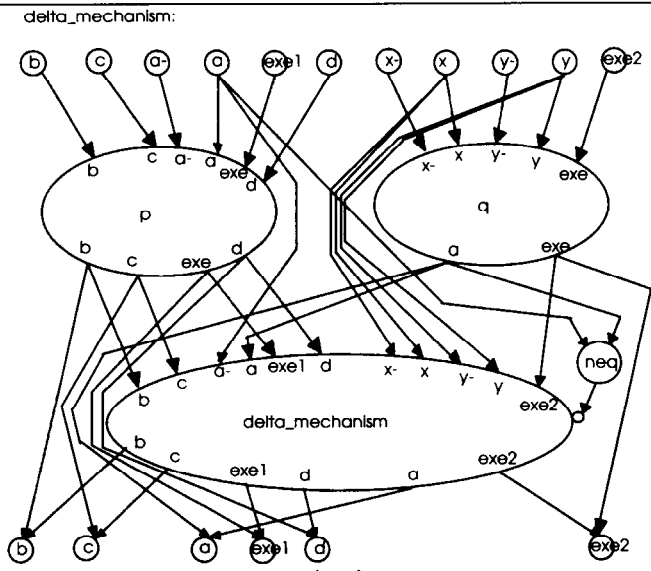 delta_mechanism:
b c a- a exe1 d x- x y- y exe2
b c a- a exe d x- x y- y exe
p q
b c exe d a exe
neq
b c a- a exe1 d x- x y- y exe2
delta_mechanism
b c exe1 d a exe2
b c a exe1 d exe2